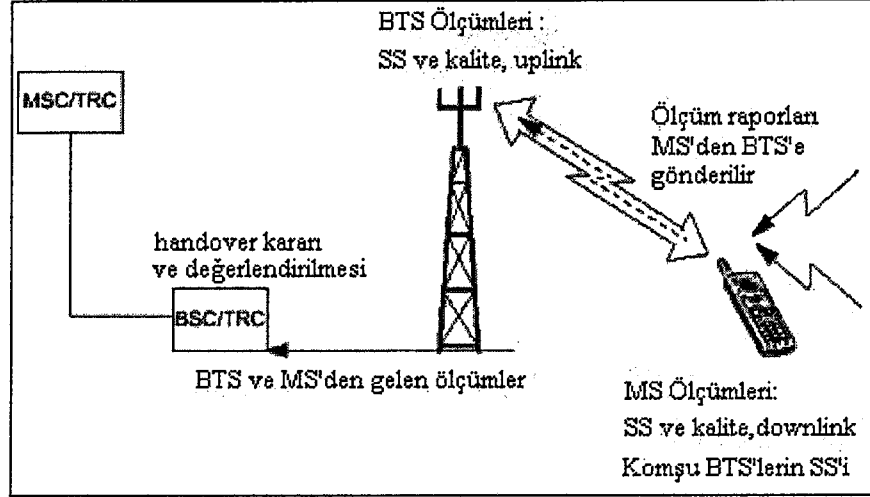 BTS Ölçümleri :
SS ve kalite, uplink
MSC/TRC
Ölçüm raporları
MS'den BTS'e
gönderilir
handover kararı
ve değerlendirilmesi
BSC/TRC
BTS ve MS'den gelen ölçümler
MS Ölçümleri:
SS ve kalite,downlink
Komşu BTS'lerin SS'i